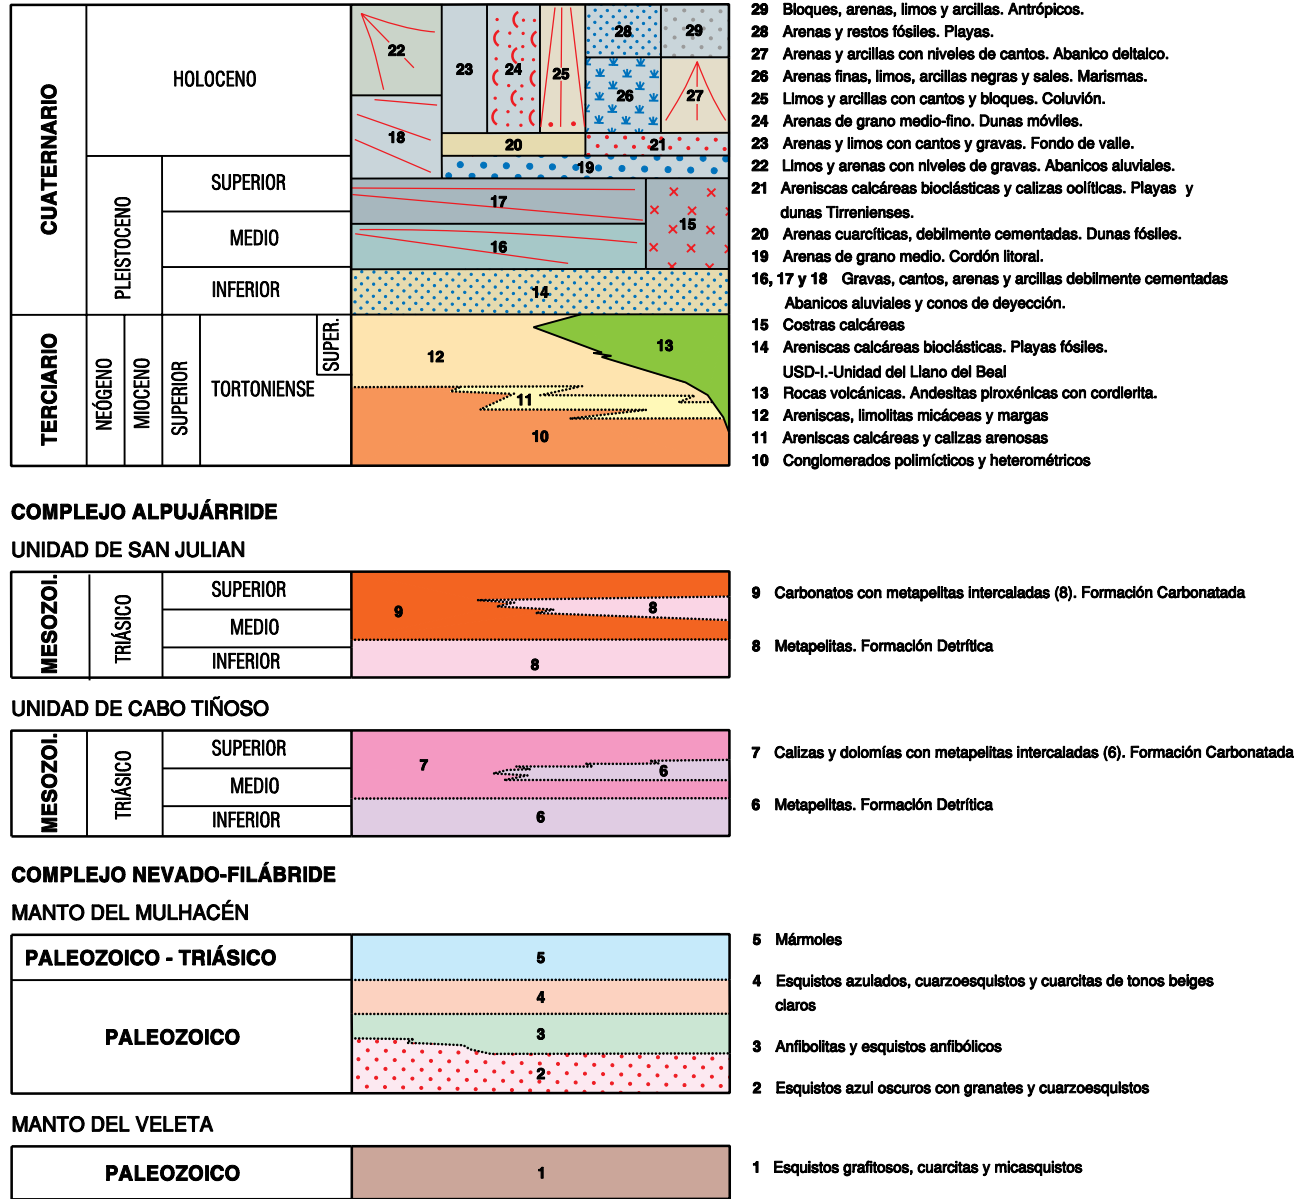 CUATERNARIO
HOLOCENO
PLEISTOCENO
SUPERIOR
MEDIO
INFERIOR
TERCIARIO
NEÓGENO
MIOCENO
SUPERIOR
TORTONIENSE
SUPER.
22
23
24
25
28
29
26
27
18
20
21
19
17
15
16
14
12
13
11
10
29 Bloques, arenas, limos y arcillas. Antrópicos.
28 Arenas y restos fósiles. Playas.
27 Arenas y arcillas con niveles de cantos. Abanico deltaico.
26 Arenas finas, limos, arcillas negras y sales. Marismas.
25 Limos y arcillas con cantos y bloques. Coluvión.
24 Arenas de grano medio-fino. Dunas móviles.
23 Arenas y limos con cantos y gravas. Fondo de valle.
22 Limos y arenas con niveles de gravas. Abanicos aluviales.
21 Areniscas calcáreas bioclásticas y calizas oolíticas. Playas y
dunas Tirrenienses.
20 Arenas cuarcíticas, debilmente cementadas. Dunas fósiles.
19 Arenas de grano medio. Cordón litoral.
16, 17 y 18 Gravas, cantos, arenas y arcillas debilmente cementadas
Abanicos aluviales y conos de deyección.
15 Costras calcáreas
14 Areniscas calcáreas bioclásticas. Playas fósiles.
USD-I.-Unidad del Llano del Beal
13 Rocas volcánicas. Andesitas piroxénicas con cordierita.
12 Areniscas, limolitas micáceas y margas
11 Areniscas calcáreas y calizas arenosas
10 Conglomerados polimícticos y heterométricos
COMPLEJO ALPUJÁRRIDE
UNIDAD DE SAN JULIAN
MESOZOI.
TRIÁSICO
SUPERIOR
MEDIO
INFERIOR
9
8
8
9 Carbonatos con metapelitas intercaladas (8). Formación Carbonatada
8 Metapelitas. Formación Detrítica
UNIDAD DE CABO TIÑOSO
MESOZOI.
TRIÁSICO
SUPERIOR
MEDIO
INFERIOR
7
6
6
7 Calizas y dolomías con metapelitas intercaladas (6). Formación Carbonatada
6 Metapelitas. Formación Detrítica
COMPLEJO NEVADO-FILÁBRIDE
MANTO DEL MULHACÉN
PALEOZOICO - TRIÁSICO
PALEOZOICO
5
4
3
2
5 Mármoles
4 Esquistos azulados, cuarzoesquistos y cuarcitas de tonos beiges
claros
3 Anfibolitas y esquistos anfibólicos
2 Esquistos azul oscuros con granates y cuarzoesquistos
MANTO DEL VELETA
PALEOZOICO
1
1 Esquistos grafitosos, cuarcitas y micasquistos